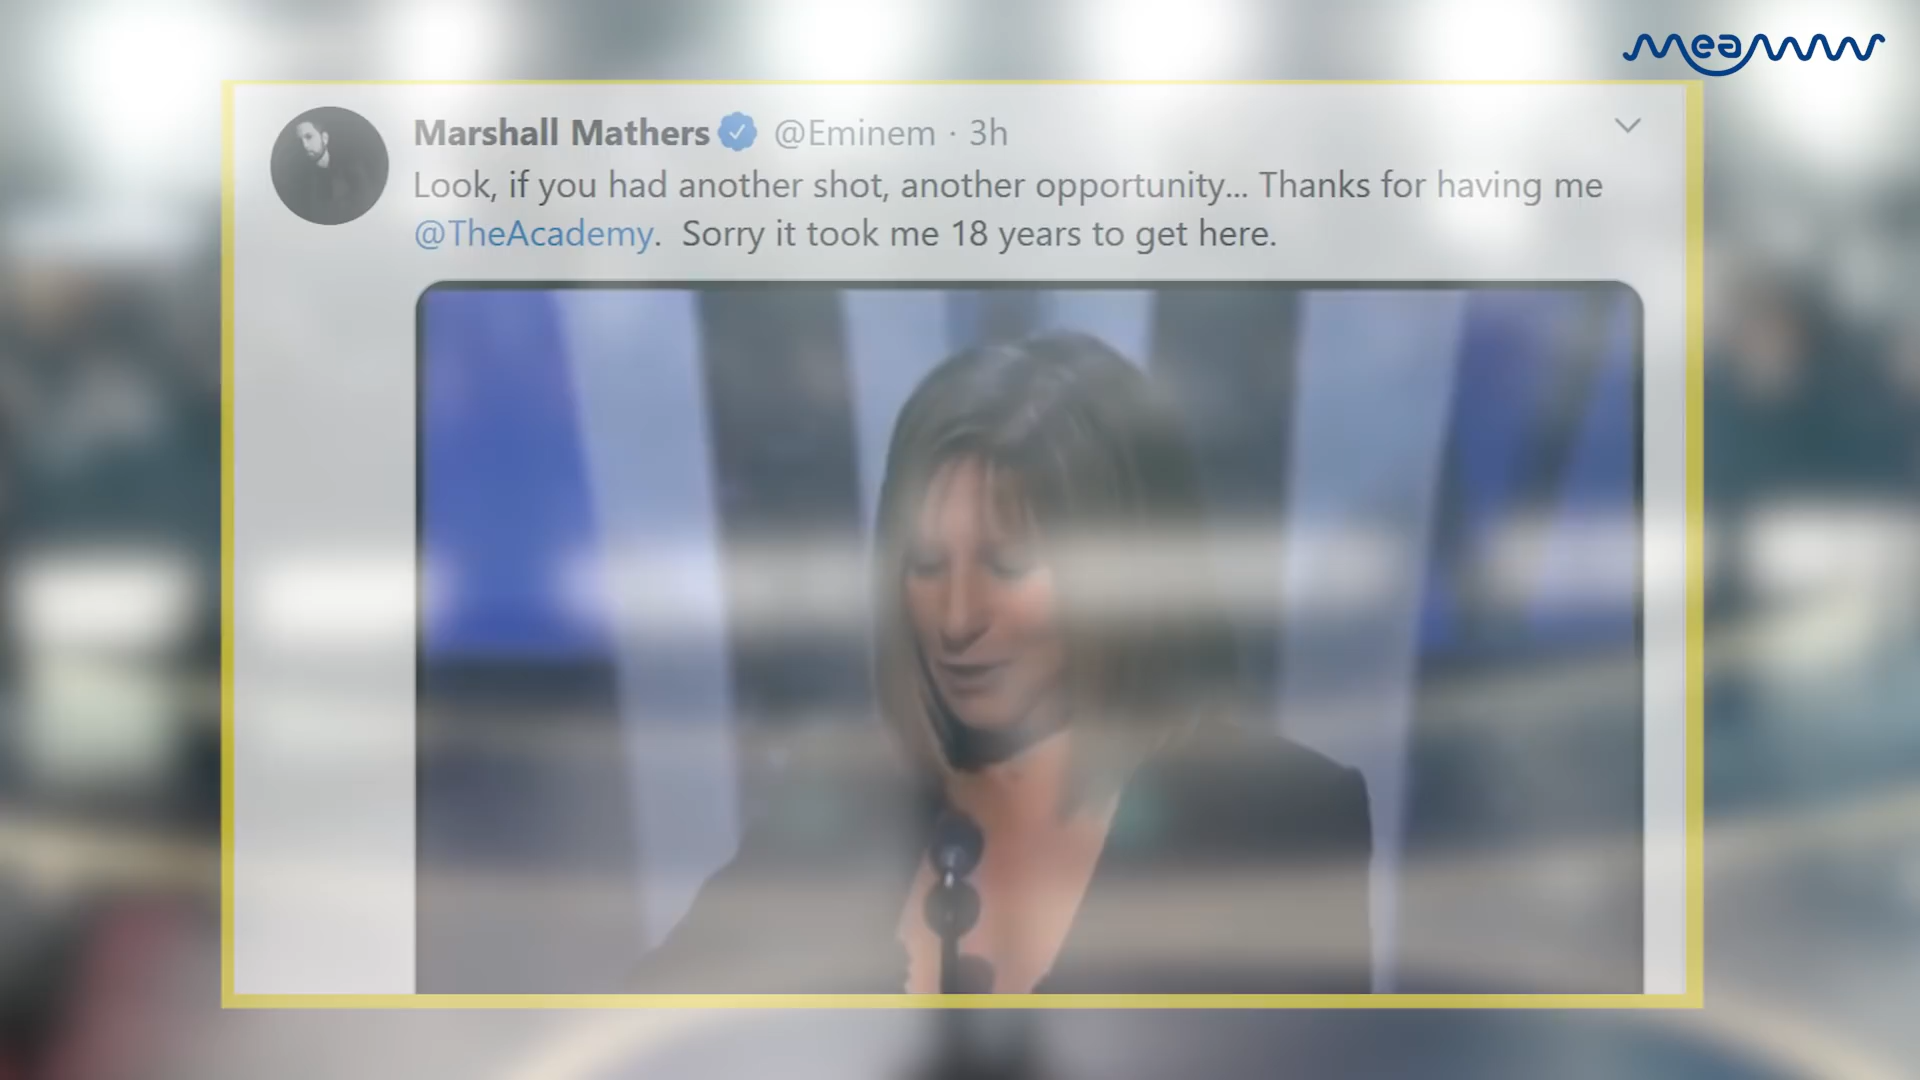 meaww
Marshall Mathers @Eminem · 3h
Look, if you had another shot, another opportunity... Thanks for having me
@TheAcademy.  Sorry it took me 18 years to get here.